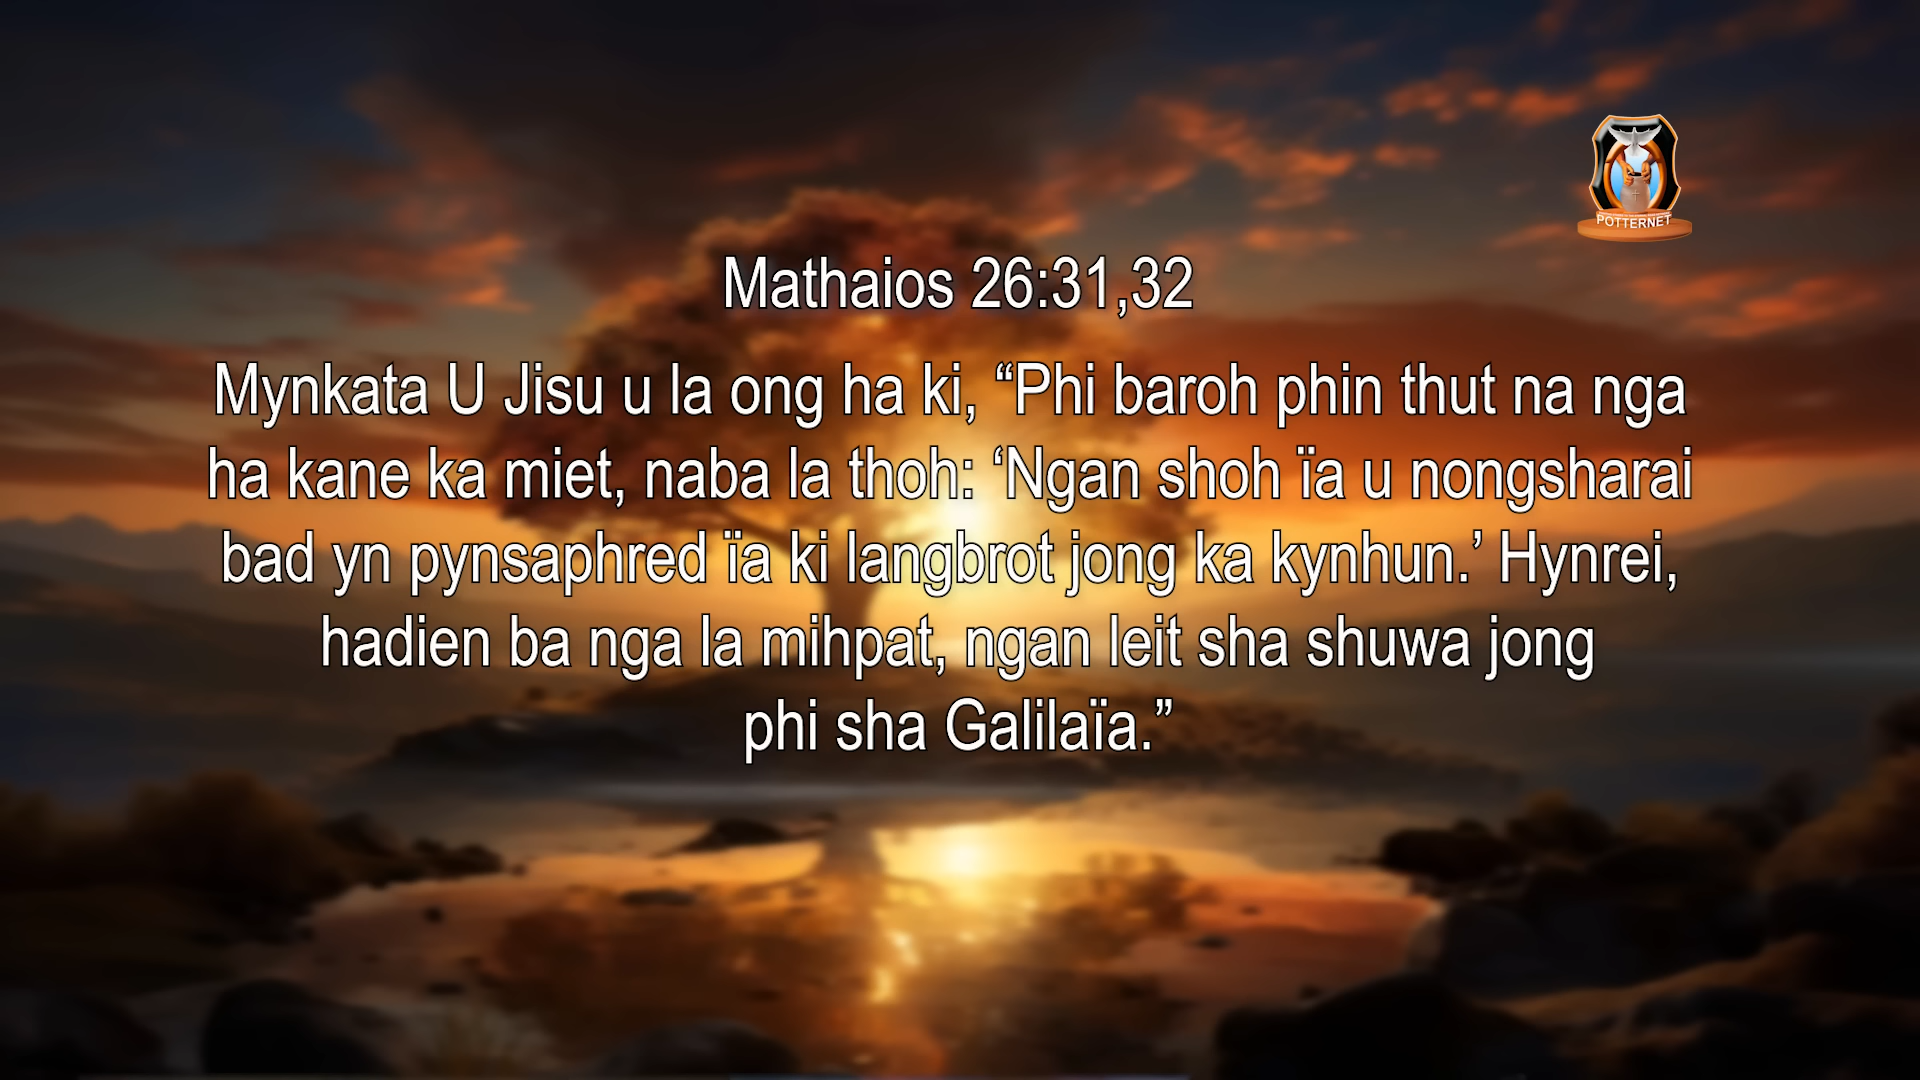 POTTERNET
Mathaios 26:31,32
Mynkata U Jisu u la ong ha ki, “Phi baroh phin thut na nga
ha kane ka miet, naba la thoh: ‘Ngan shoh ïa u nongsharai
bad yn pynsaphred ïa ki langbrot jong ka kynhun.’ Hynrei,
hadien ba nga la mihpat, ngan leit sha shuwa jong
phi sha Galilaïa.”